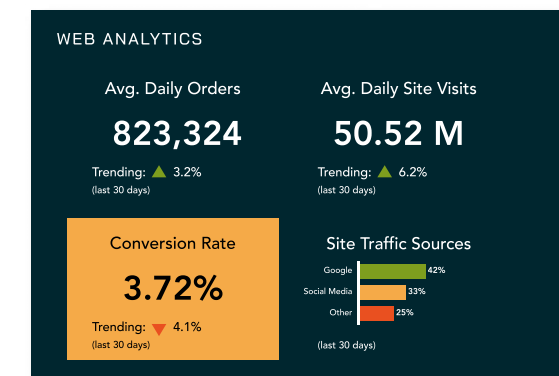 WEB ANALYTICS
Avg. Daily Orders
823,324
Trending: 3.2%
(last 30 days)
Avg. Daily Site Visits
50.52 M
Trending: 6.2%
(last 30 days)
Conversion Rate
3.72%
Trending: 4.1%
(last 30 days)
Site Traffic Sources
Google 42%
Social Media 33%
Other 25%
(last 30 days)